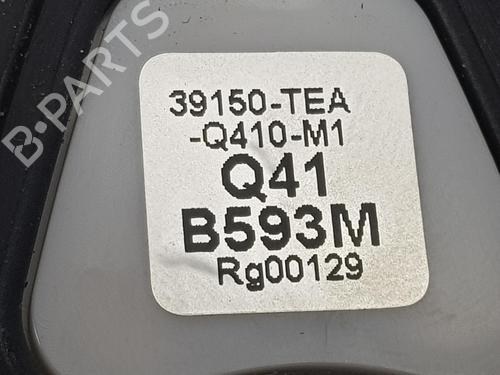 B-PARTS
39150-TEA
-Q410-M1
Q41
B593M
Rg00129